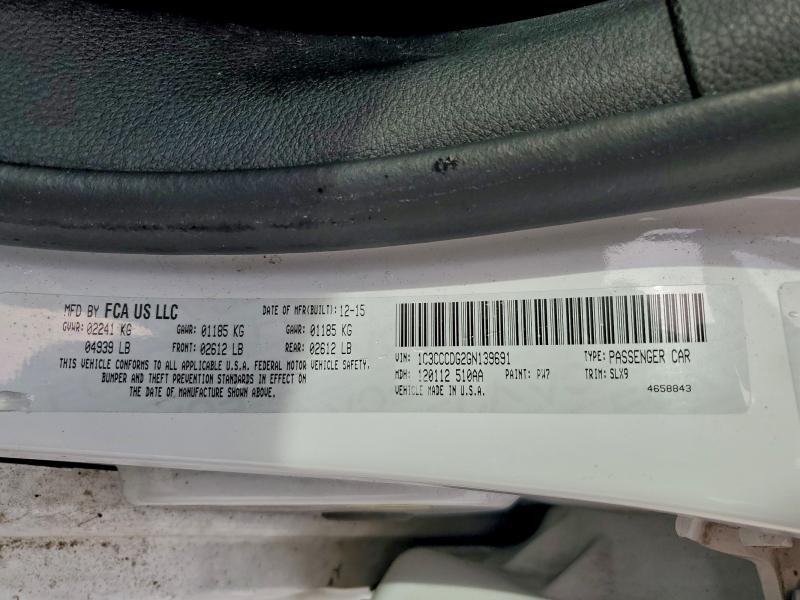 MFD BY FCA US LLC DATE OF MFR(BUILT): 12-15
GVWR: 02241 KG GAWR: 01185 KG GAWR: 01185 KG
04939 LB FRONT: 02612 LB REAR: 02612 LB
THIS VEHICLE CONFORMS TO ALL APPLICABLE U.S.A. FEDERAL MOTOR VEHICLE SAFETY,
BUMPER AND THEFT PREVENTION STANDARDS IN EFFECT ON
THE DATE OF MANUFACTURE SHOWN ABOVE.
VIN: 1C3CCCDG2GN139691 TYPE: PASSENGER CAR
MDH: 120112 510AA PAINT: PW7 TRIM: SLX9
VEHICLE MADE IN U.S.A. 4658843